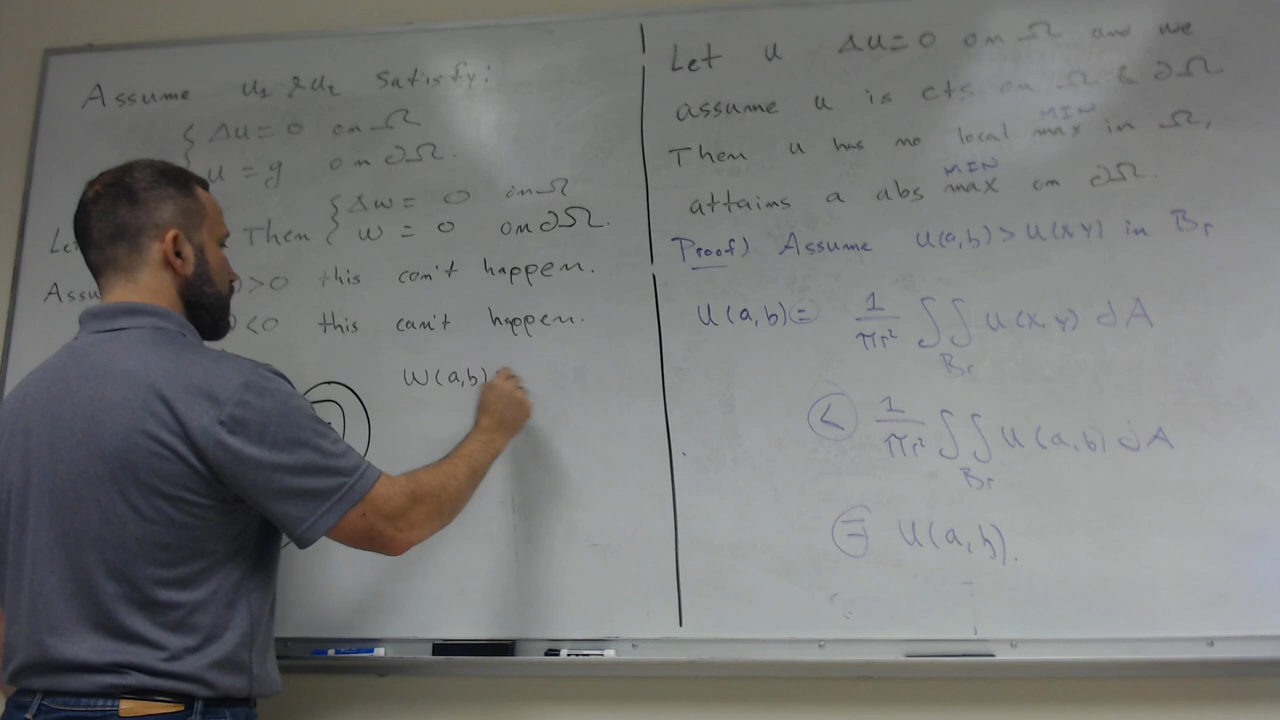 Assume u₁ & u₂ satisfy:
{ Δu = 0 on Ω
u = g on ∂Ω.
Then { Δw = 0 on Ω
w = 0 on ∂Ω.
>0 this can't happen.
<0 this can't happen.
W(a,b)
Let u Δu=0 on Ω and we
assume u is cts on Ω & ∂Ω.
MIN
Then u has no local max in Ω,
MIN
attains a abs max on ∂Ω.
Proof) Assume u(a,b) > u(x,y) in Br
u(a,b) = 1/πr² ∬ u(x,y) dA
Br
< 1/πr² ∬ u(a,b) dA
Br
= u(a,b).